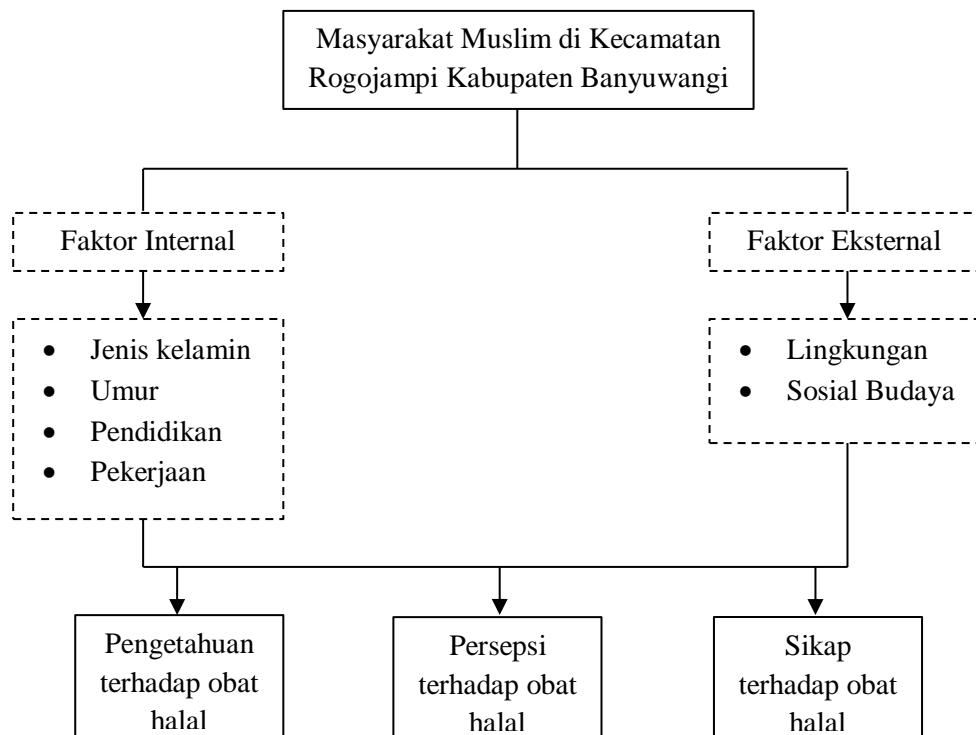 Masyarakat Muslim di Kecamatan
Rogojampi Kabupaten Banyuwangi
Faktor Internal
Faktor Eksternal
• Jenis kelamin
• Umur
• Pendidikan
• Pekerjaan
• Lingkungan
• Sosial Budaya
Pengetahuan
terhadap obat
halal
Persepsi
terhadap obat
halal
Sikap
terhadap obat
halal